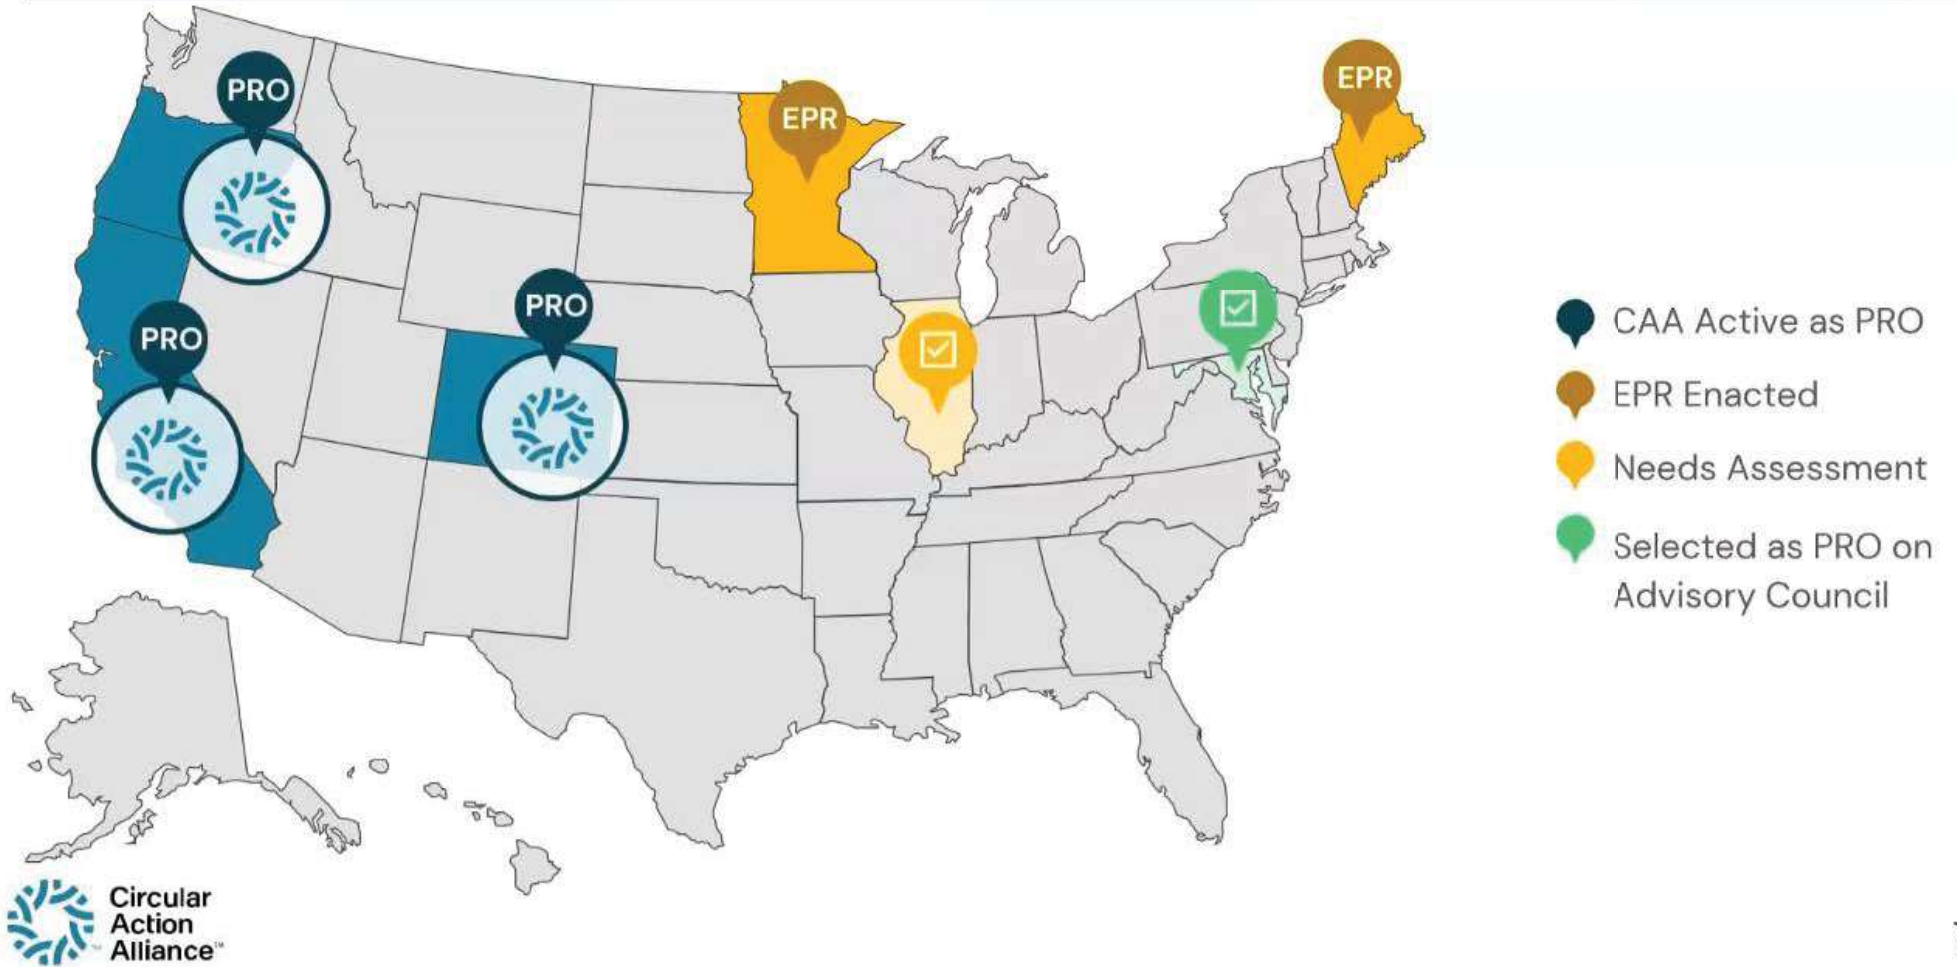 PRO
EPR
EPR
PRO
PRO
CAA Active as PRO
EPR Enacted
Needs Assessment
Selected as PRO on
Advisory Council
Circular
Action
Alliance™